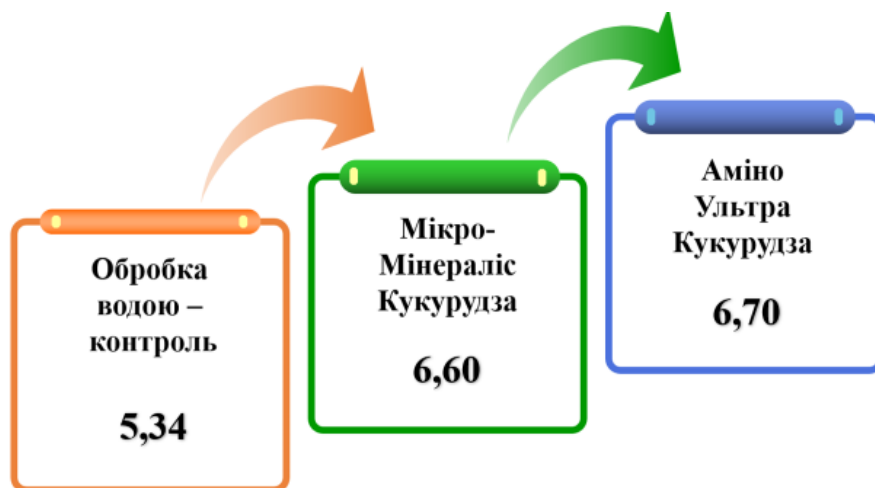 Обробка
водою –
контроль
5,34
Мікро-
Мінераліс
Кукурудза
6,60
Аміно
Ультра
Кукурудза
6,70